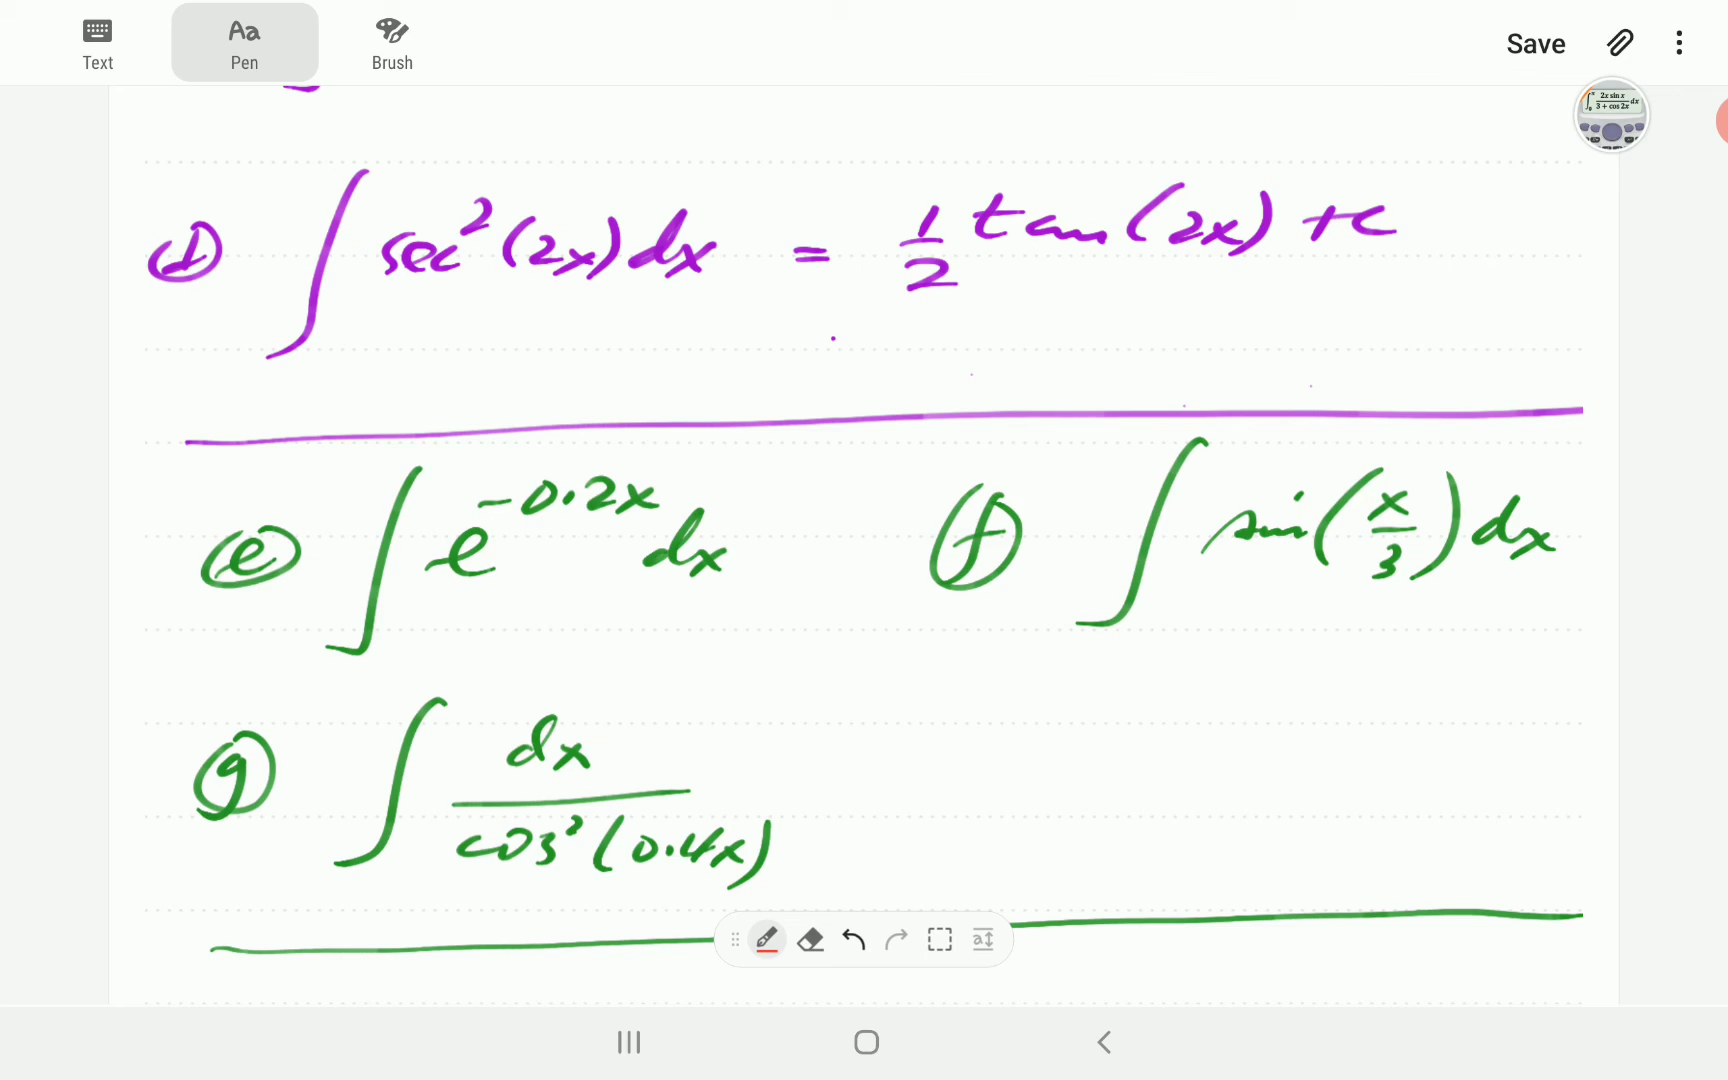 Text Aa Pen Brush Save
ⓓ ∫ sec²(2x)dx = 1/2 tan(2x) + c
ⓔ ∫ e^{-0.2x} dx ⓕ ∫ sin(x/3)dx
ⓖ ∫ dx/cos²(0.4x)